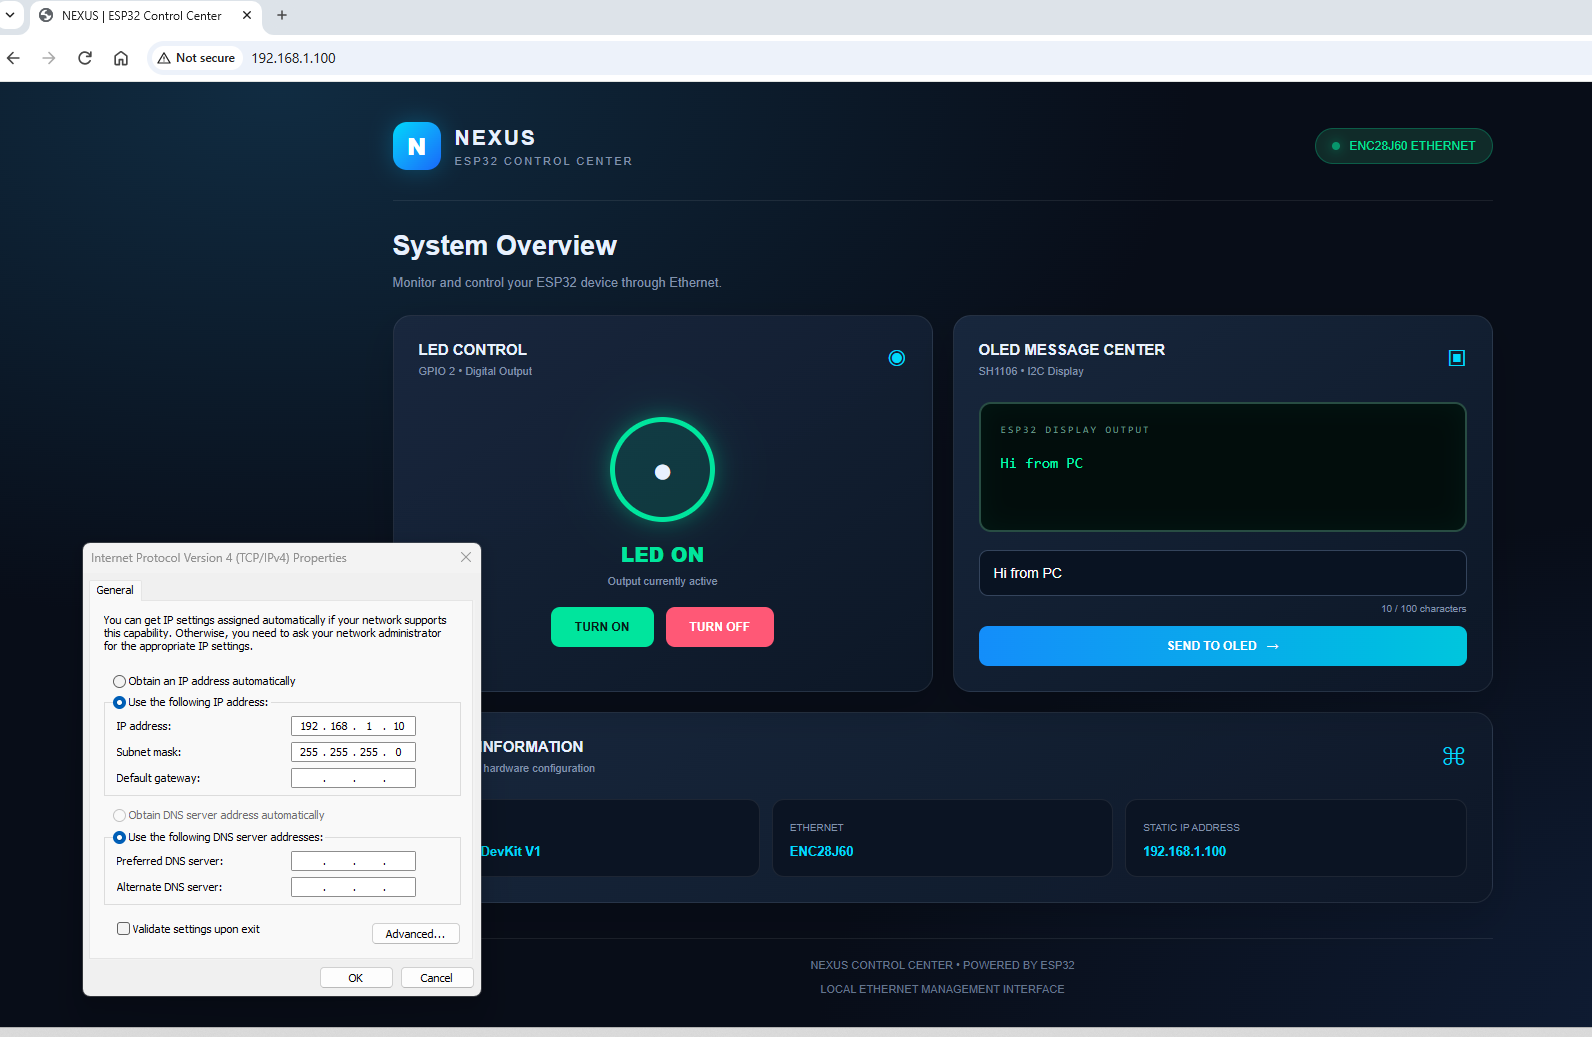 NEXUS | ESP32 Control Center
Not secure
192.168.1.100
N
NEXUS
ESP32 CONTROL CENTER
ENC28J60 ETHERNET
System Overview
Monitor and control your ESP32 device through Ethernet.
LED CONTROL
GPIO 2 • Digital Output
LED ON
Output currently active
TURN ON
TURN OFF
OLED MESSAGE CENTER
SH1106 • I2C Display
ESP32 DISPLAY OUTPUT
Hi from PC
Hi from PC
10 / 100 characters
SEND TO OLED →
INFORMATION
hardware configuration
DevKit V1
ETHERNET
ENC28J60
STATIC IP ADDRESS
192.168.1.100
NEXUS CONTROL CENTER • POWERED BY ESP32
LOCAL ETHERNET MANAGEMENT INTERFACE
Internet Protocol Version 4 (TCP/IPv4) Properties
General
You can get IP settings assigned automatically if your network supports
this capability. Otherwise, you need to ask your network administrator
for the appropriate IP settings.
Obtain an IP address automatically
Use the following IP address:
IP address:
192 . 168 . 1 . 10
Subnet mask:
255 . 255 . 255 . 0
Default gateway:
. . .
Obtain DNS server address automatically
Use the following DNS server addresses:
Preferred DNS server:
. . .
Alternate DNS server:
. . .
Validate settings upon exit
Advanced...
OK
Cancel